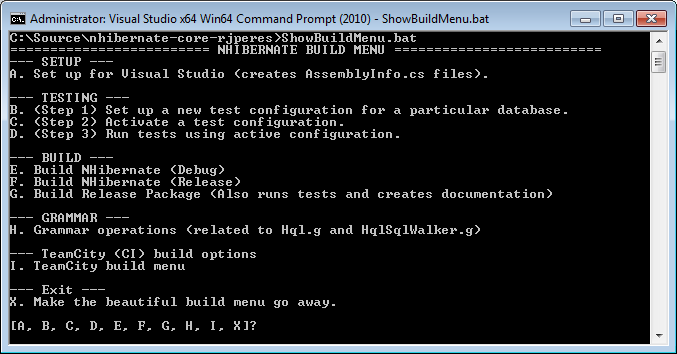 Administrator: Visual Studio x64 Win64 Command Prompt (2010) - ShowBuildMenu.bat
C:\Source\nhibernate-core-rjperes>ShowBuildMenu.bat
========================= NHIBERNATE BUILD MENU ==========================
--- SETUP ---
A. Set up for Visual Studio (creates AssemblyInfo.cs files).
--- TESTING ---
B. (Step 1) Set up a new test configuration for a particular database.
C. (Step 2) Activate a test configuration.
D. (Step 3) Run tests using active configuration.
--- BUILD ---
E. Build NHibernate (Debug)
F. Build NHibernate (Release)
G. Build Release Package (Also runs tests and creates documentation)
--- GRAMMAR ---
H. Grammar operations (related to Hql.g and HqlSqlWalker.g)
--- TeamCity (CI) build options
I. TeamCity build menu
--- Exit ---
X. Make the beautiful build menu go away.
[A, B, C, D, E, F, G, H, I, X]?